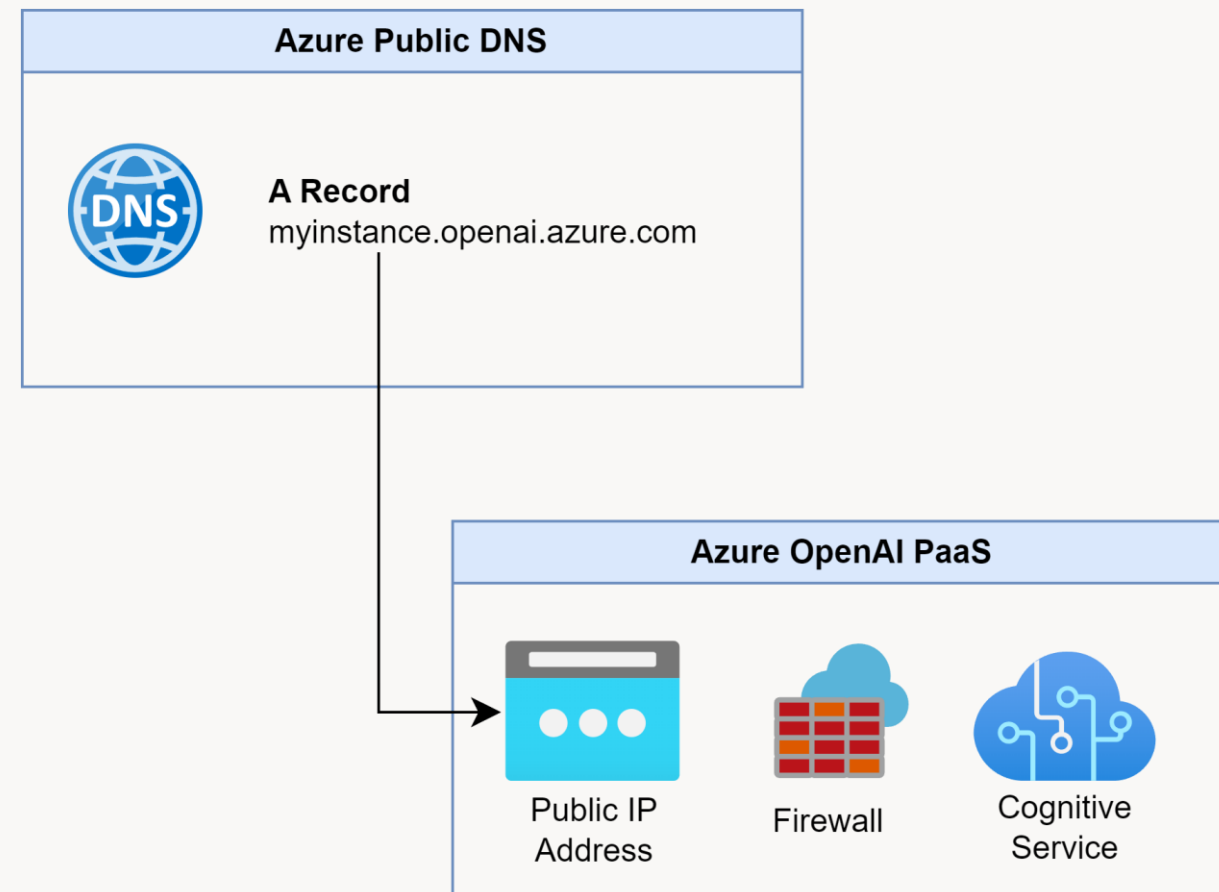 Azure Public DNS
DNS
A Record
myinstance.openai.azure.com
Azure OpenAI PaaS
Public IP
Address
Firewall
Cognitive
Service